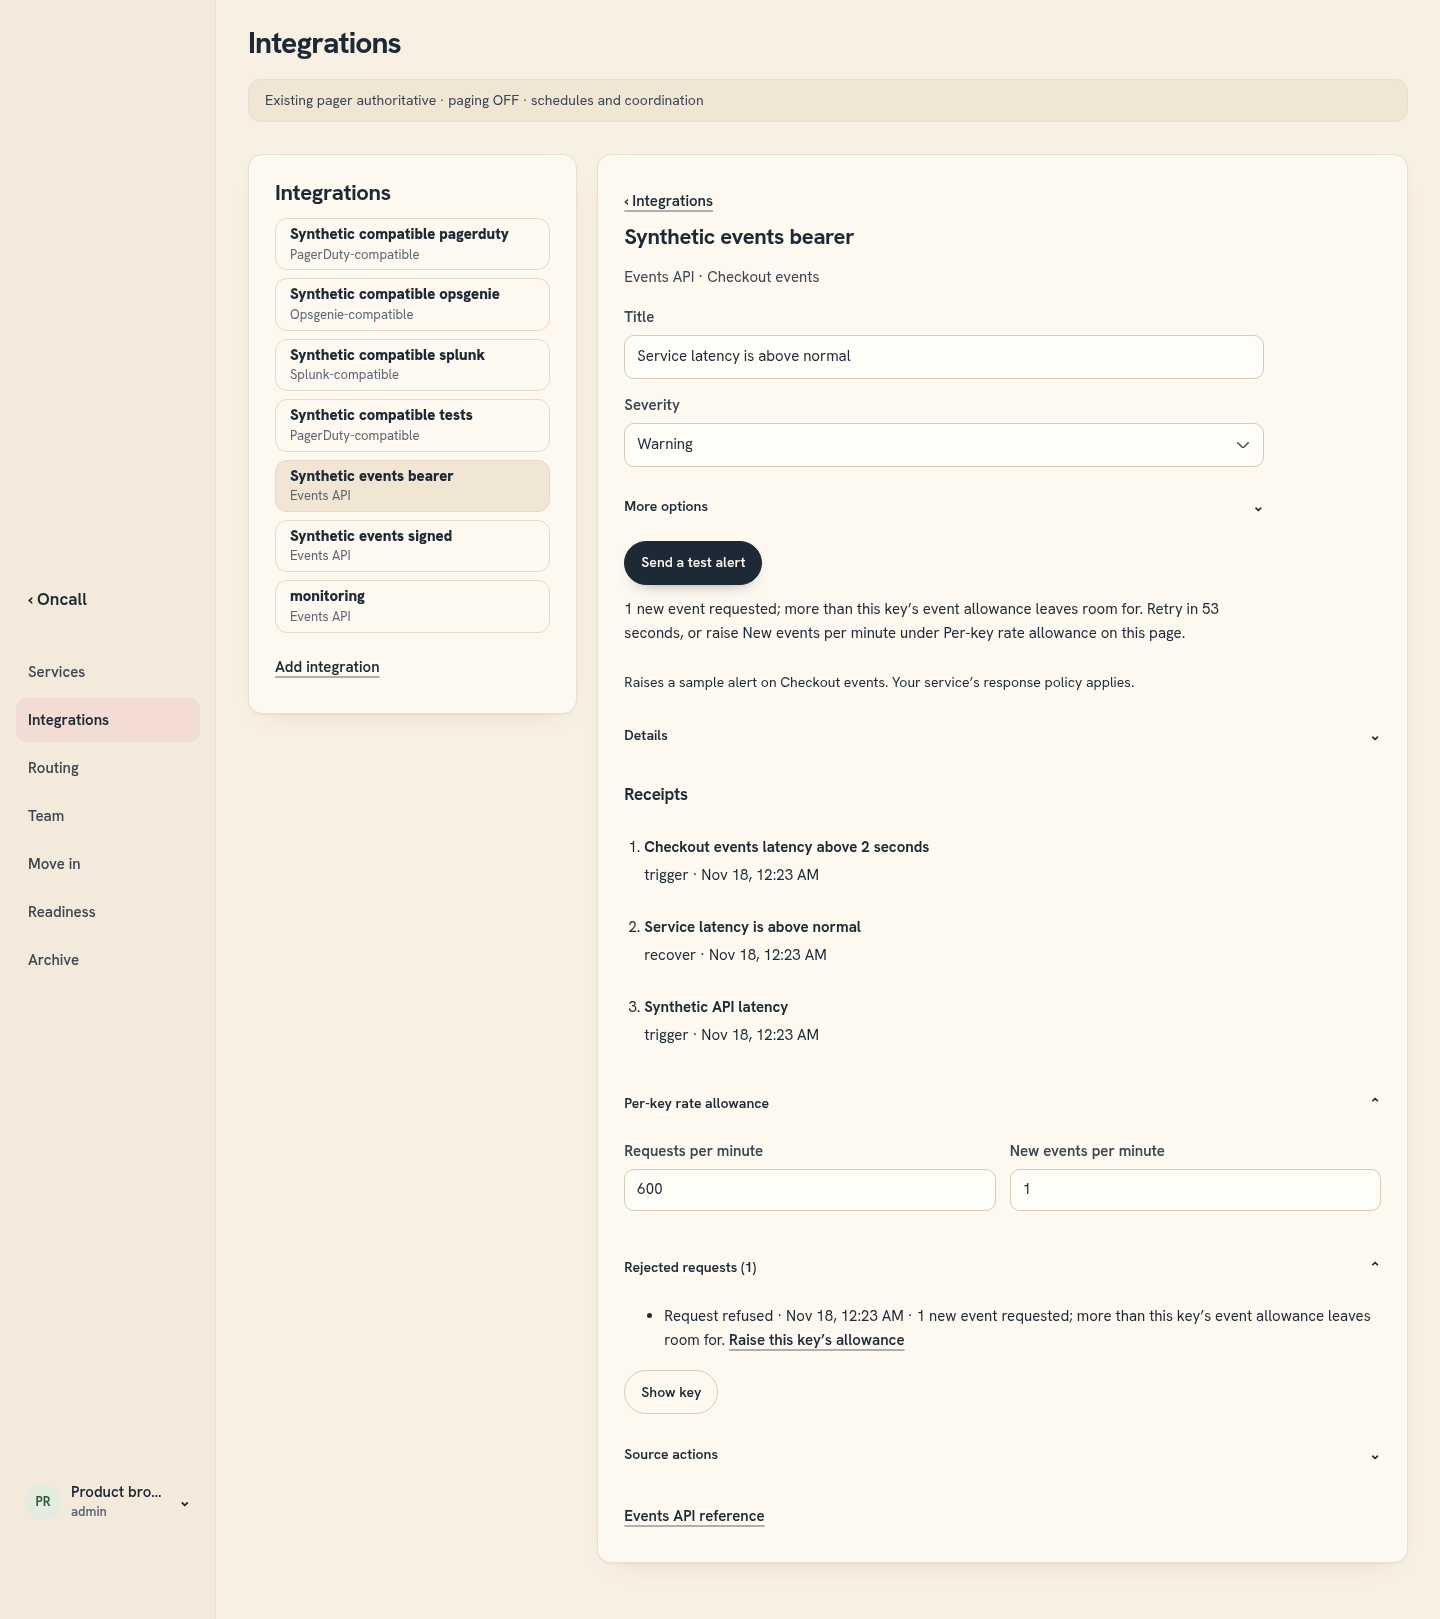 ‹ Oncall
Services
Integrations
Routing
Team
Move in
Readiness
Archive
PR
Product bro…
admin
Integrations
Existing pager authoritative · paging OFF · schedules and coordination
Integrations
Synthetic compatible pagerduty
PagerDuty-compatible
Synthetic compatible opsgenie
Opsgenie-compatible
Synthetic compatible splunk
Splunk-compatible
Synthetic compatible tests
PagerDuty-compatible
Synthetic events bearer
Events API
Synthetic events signed
Events API
monitoring
Events API
Add integration
‹ Integrations
Synthetic events bearer
Events API · Checkout events
Title
Service latency is above normal
Severity
Warning
More options
Send a test alert
1 new event requested; more than this key’s event allowance leaves room for. Retry in 53
seconds, or raise New events per minute under Per-key rate allowance on this page.
Raises a sample alert on Checkout events. Your service’s response policy applies.
Details
Receipts
1. Checkout events latency above 2 seconds
trigger · Nov 18, 12:23 AM
2. Service latency is above normal
recover · Nov 18, 12:23 AM
3. Synthetic API latency
trigger · Nov 18, 12:23 AM
Per-key rate allowance
Requests per minute
New events per minute
600
1
Rejected requests (1)
• Request refused · Nov 18, 12:23 AM · 1 new event requested; more than this key’s event allowance leaves
room for. Raise this key’s allowance
Show key
Source actions
Events API reference